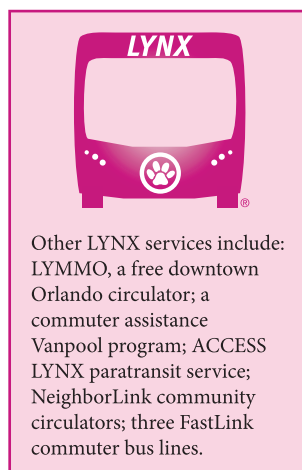 LYNX
®
Other LYNX services include:
LYMMO, a free downtown
Orlando circulator; a
commuter assistance
Vanpool program; ACCESS
LYNX paratransit service;
NeighborLink community
circulators; three FastLink
commuter bus lines.